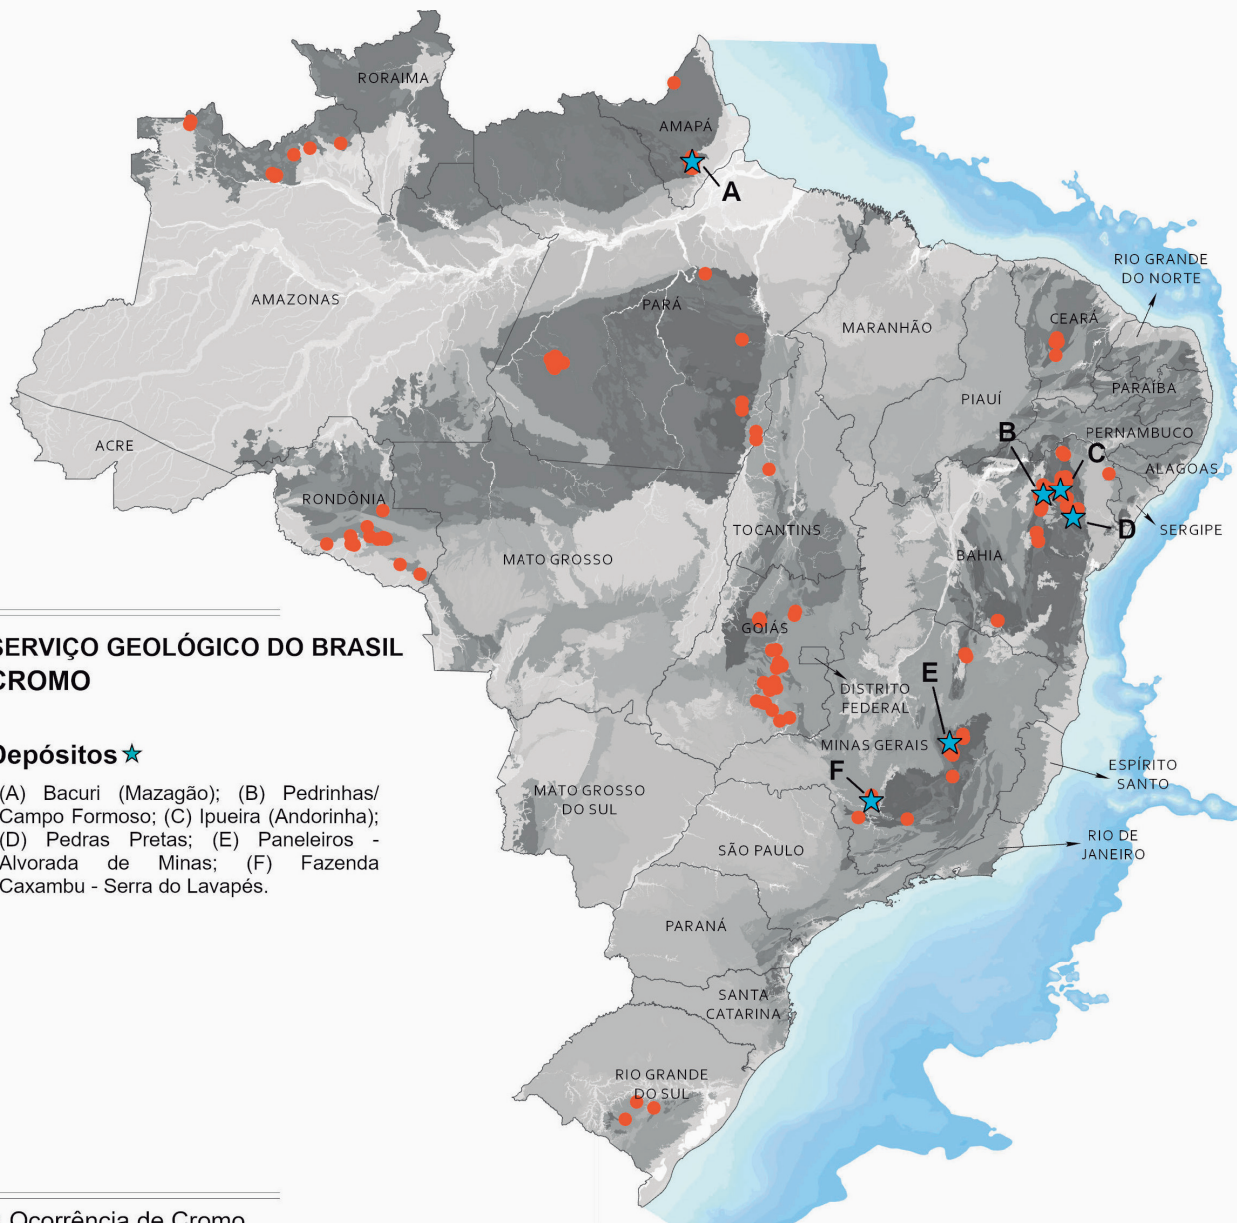 RORAIMA
AMAPÁ
A
RIO GRANDE
DO NORTE
AMAZONAS
PARÁ
CEARÁ
MARANHÃO
PARAÍBA
PIAUÍ
ACRE
B
PERNAMBUCO
C
ALAGOAS
RONDÔNIA
TOCANTINS
D
SERGIPE
MATO GROSSO
BAHIA
GOIÁS
SERVIÇO GEOLÓGICO DO BRASIL
CROMO
E
DISTRITO
FEDERAL
MINAS GERAIS
Depósitos
F
ESPÍRITO
SANTO
(A) Bacuri (Mazagão); (B) Pedrinhas/
Campo Formoso; (C) Ipueira (Andorinha);
(D) Pedras Pretas; (E) Paneleiros -
Alvorada de Minas; (F) Fazenda
Caxambu - Serra do Lavapés.
MATO GROSSO
DO SUL
RIO DE
JANEIRO
SÃO PAULO
PARANÁ
SANTA
CATARINA
RIO GRANDE
DO SUL
Ocorrência de Cromo